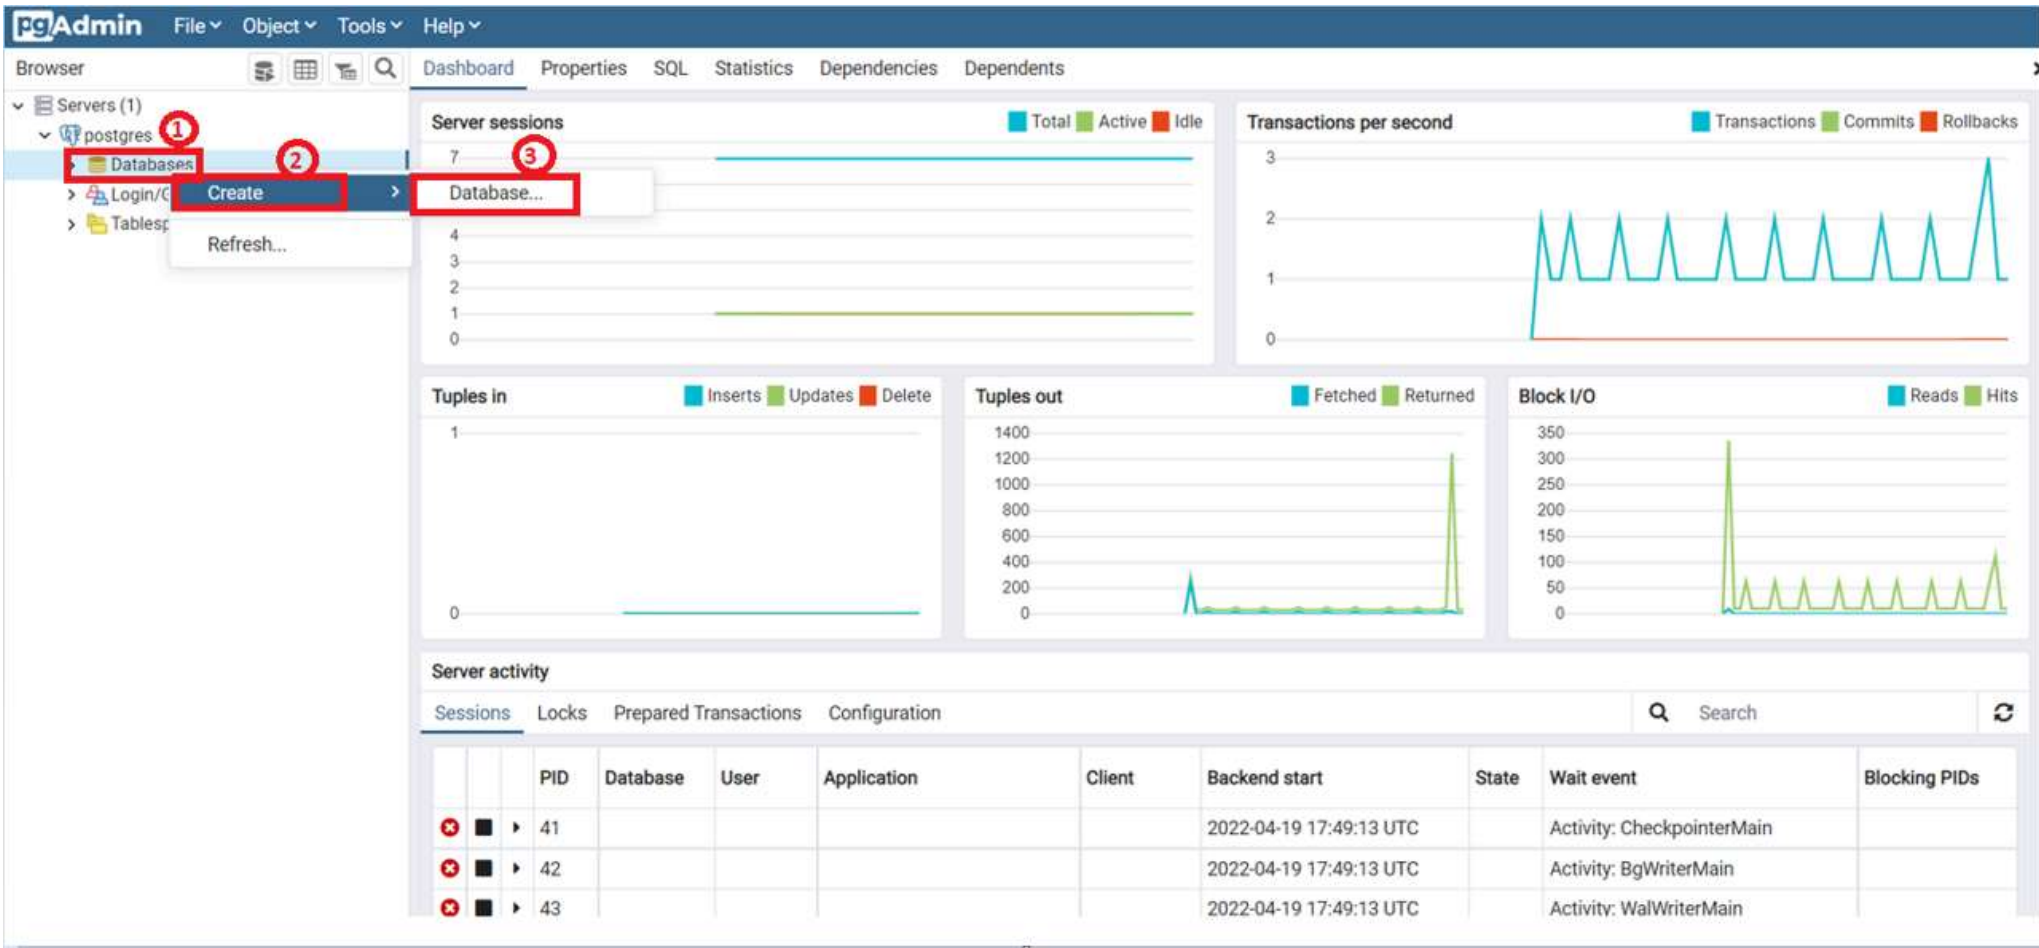 pgAdmin File Object Tools Help
Browser
Dashboard Properties SQL Statistics Dependencies Dependents
Servers (1)
postgres
1
Databases
2
Login/G
Tablesp
Create
Refresh...
3
Database...
Server sessions
Total Active Idle
7
4
3
2
1
0
Transactions per second
Transactions Commits Rollbacks
3
2
1
0
Tuples in
Inserts Updates Delete
1
0
Tuples out
Fetched Returned
1400
1200
1000
800
600
400
200
0
Block I/O
Reads Hits
350
300
250
200
150
100
50
0
Server activity
Sessions Locks Prepared Transactions Configuration
Search
PID Database User Application Client Backend start State Wait event Blocking PIDs
41 2022-04-19 17:49:13 UTC Activity: CheckpointerMain
42 2022-04-19 17:49:13 UTC Activity: BgWriterMain
43 2022-04-19 17:49:13 UTC Activity: WalWriterMain